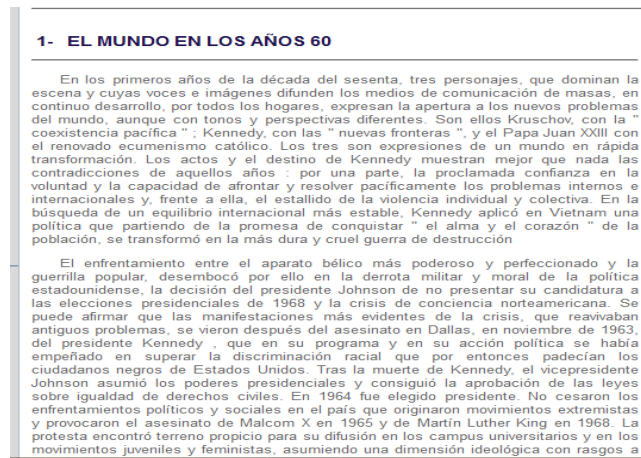 1- EL MUNDO EN LOS AÑOS 60
En los primeros años de la década del sesenta, tres personajes, que dominan la
escena y cuyas voces e imágenes difunden los medios de comunicación de masas, en
continuo desarrollo, por todos los hogares, expresan la apertura a los nuevos problemas
del mundo, aunque con tonos y perspectivas diferentes. Son ellos Kruschov, con la "
coexistencia pacífica " ; Kennedy, con las " nuevas fronteras ", y el Papa Juan XXIII con
el renovado ecumenismo católico. Los tres son expresiones de un mundo en rápida
transformación. Los actos y el destino de Kennedy muestran mejor que nada las
contradicciones de aquellos años : por una parte, la proclamada confianza en la
voluntad y la capacidad de afrontar y resolver pacíficamente los problemas internos e
internacionales y, frente a ella, el estallido de la violencia individual y colectiva. En la
búsqueda de un equilibrio internacional más estable, Kennedy aplicó en Vietnam una
política que partiendo de la promesa de conquistar " el alma y el corazón " de la
población, se transformó en la más dura y cruel guerra de destrucción
El enfrentamiento entre el aparato bélico más poderoso y perfeccionado y la
guerrilla popular, desembocó por ello en la derrota militar y moral de la política
estadounidense, la decisión del presidente Johnson de no presentar su candidatura a
las elecciones presidenciales de 1968 y la crisis de conciencia norteamericana. Se
puede afirmar que las manifestaciones más evidentes de la crisis, que reavivaban
antiguos problemas, se vieron después del asesinato en Dallas, en noviembre de 1963,
del presidente Kennedy , que en su programa y en su acción política se había
empeñado en superar la discriminación racial que por entonces padecían los
ciudadanos negros de Estados Unidos. Tras la muerte de Kennedy, el vicepresidente
Johnson asumió los poderes presidenciales y consiguió la aprobación de las leyes
sobre igualdad de derechos civiles. En 1964 fue elegido presidente. No cesaron los
enfrentamientos políticos y sociales en el país que originaron movimientos extremistas
y provocaron el asesinato de Malcom X en 1965 y de Martín Luther King en 1968. La
protesta encontró terreno propicio para su difusión en los campus universitarios y en los
movimientos juveniles y feministas, asumiendo una dimensión ideológica con rasgos a